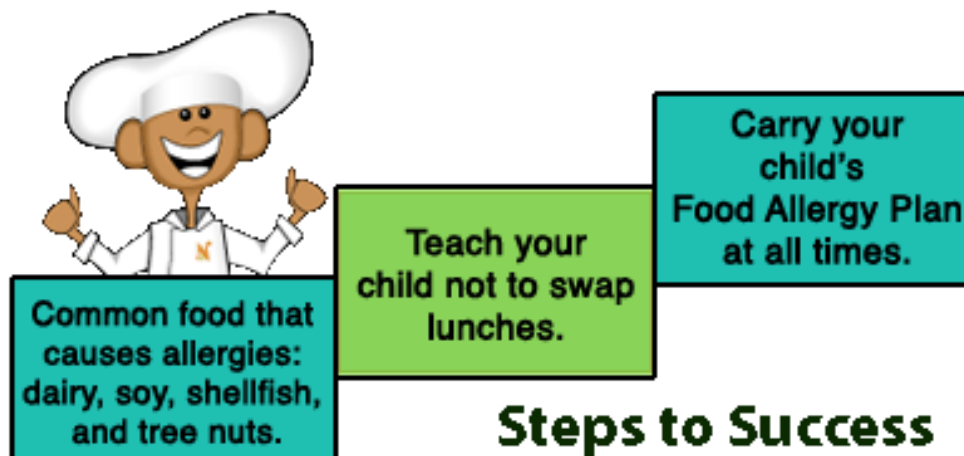 Common food that
causes allergies:
dairy, soy, shellfish,
and tree nuts.
Teach your
child not to swap
lunches.
Carry your
child's
Food Allergy Plan
at all times.
Steps to Success
N